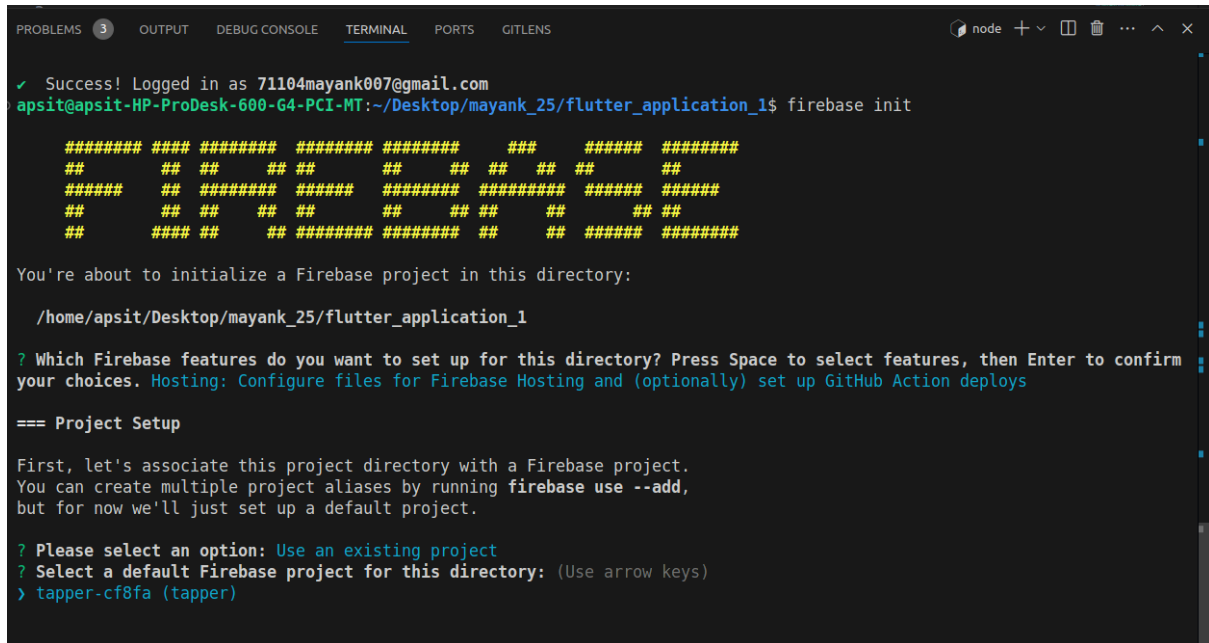 PROBLEMS 3 OUTPUT DEBUG CONSOLE TERMINAL PORTS GITLENS node
✔ Success! Logged in as 71104mayank007@gmail.com
apsit@apsit-HP-ProDesk-600-G4-PCI-MT:~/Desktop/mayank_25/flutter_application_1$ firebase init
######## #### ######## ######## ########     ###     ######  ########
##        ##  ##     ## ##       ##     ##  ##   ##  ##       ##
######    ##  ########  ######   ########  #########  ######  ######
##        ##  ##    ##  ##       ##     ## ##     ##       ## ##
##       #### ##     ## ######## ########  ##     ##  ######  ########
You're about to initialize a Firebase project in this directory:
/home/apsit/Desktop/mayank_25/flutter_application_1
? Which Firebase features do you want to set up for this directory? Press Space to select features, then Enter to confirm
your choices. Hosting: Configure files for Firebase Hosting and (optionally) set up GitHub Action deploys
=== Project Setup
First, let's associate this project directory with a Firebase project.
You can create multiple project aliases by running firebase use --add,
but for now we'll just set up a default project.
? Please select an option: Use an existing project
? Select a default Firebase project for this directory: (Use arrow keys)
❯ tapper-cf8fa (tapper)